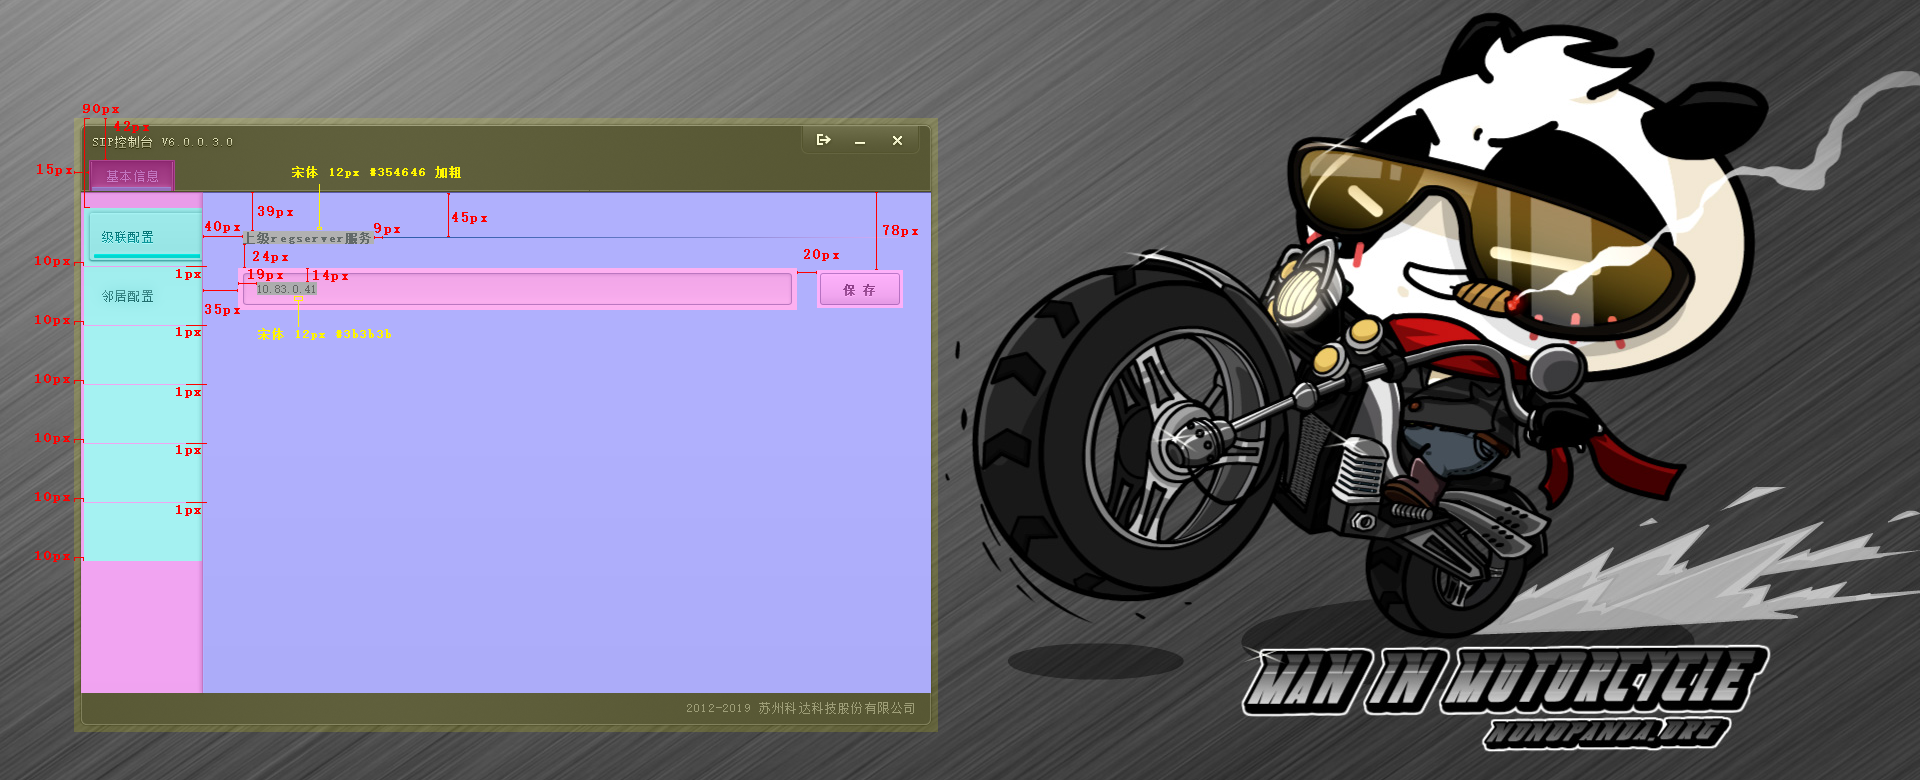 90px
42px
SIP控制台 V6.0.0.3.0
15px
基本信息
宋体 12px #354646 加粗
39px
45px
40px
9px
78px
级联配置
上级regserver服务
24px
20px
10px
1px
19px
14px
邻居配置
10.83.0.41
保 存
35px
10px
1px
宋体 12px #3b3b3b
10px
1px
10px
1px
10px
1px
10px
2012-2019 苏州科达科技股份有限公司
MAN IN MOTORCYCLE
NONOPANDA.ORG